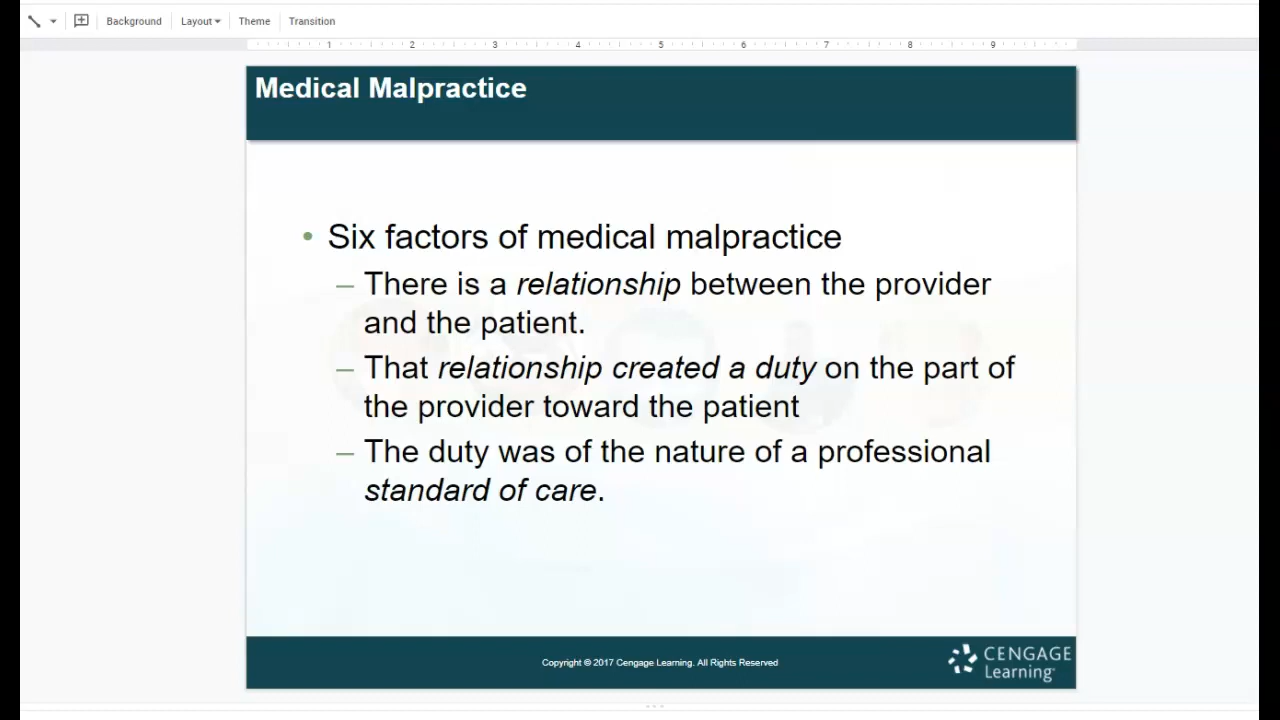 Background Layout Theme Transition
1 2 3 4 5 6 7 8 9
Medical Malpractice
• Six factors of medical malpractice
– There is a relationship between the provider
and the patient.
– That relationship created a duty on the part of
the provider toward the patient
– The duty was of the nature of a professional
standard of care.
Copyright © 2017 Cengage Learning. All Rights Reserved
CENGAGE
Learning™